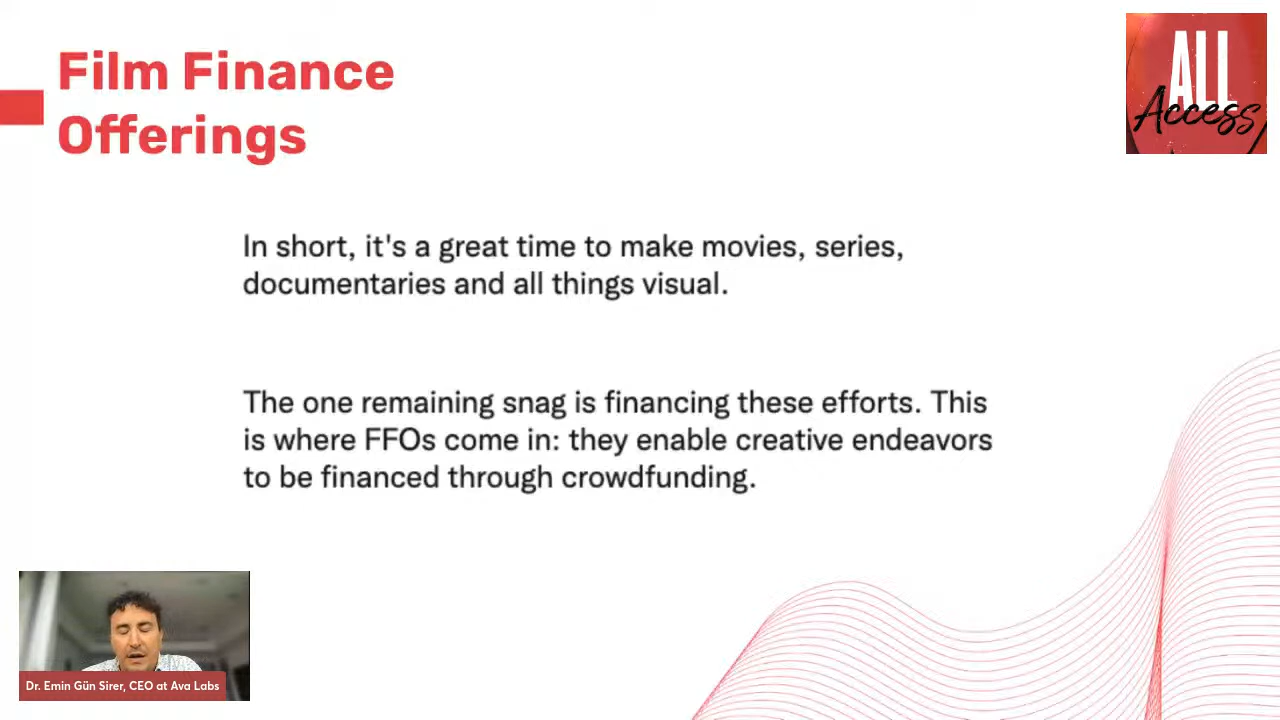 Film Finance
Offerings
ALL
Access
In short, it's a great time to make movies, series,
documentaries and all things visual.
The one remaining snag is financing these efforts. This
is where FFOs come in: they enable creative endeavors
to be financed through crowdfunding.
Dr. Emin Gün Sirer, CEO at Ava Labs